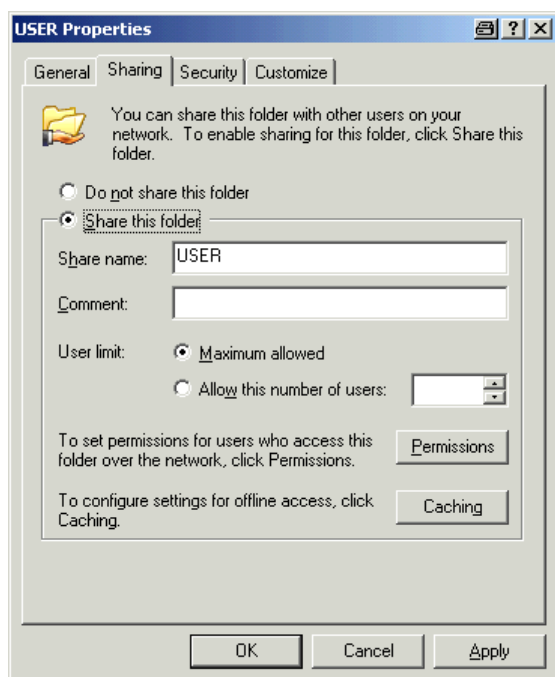 USER Properties
General Sharing Security Customize
You can share this folder with other users on your
network. To enable sharing for this folder, click Share this
folder.
Do not share this folder
Share this folder
Share name: USER
Comment:
User limit: Maximum allowed
Allow this number of users:
To set permissions for users who access this
folder over the network, click Permissions.
Permissions
To configure settings for offline access, click
Caching.
Caching
OK Cancel Apply